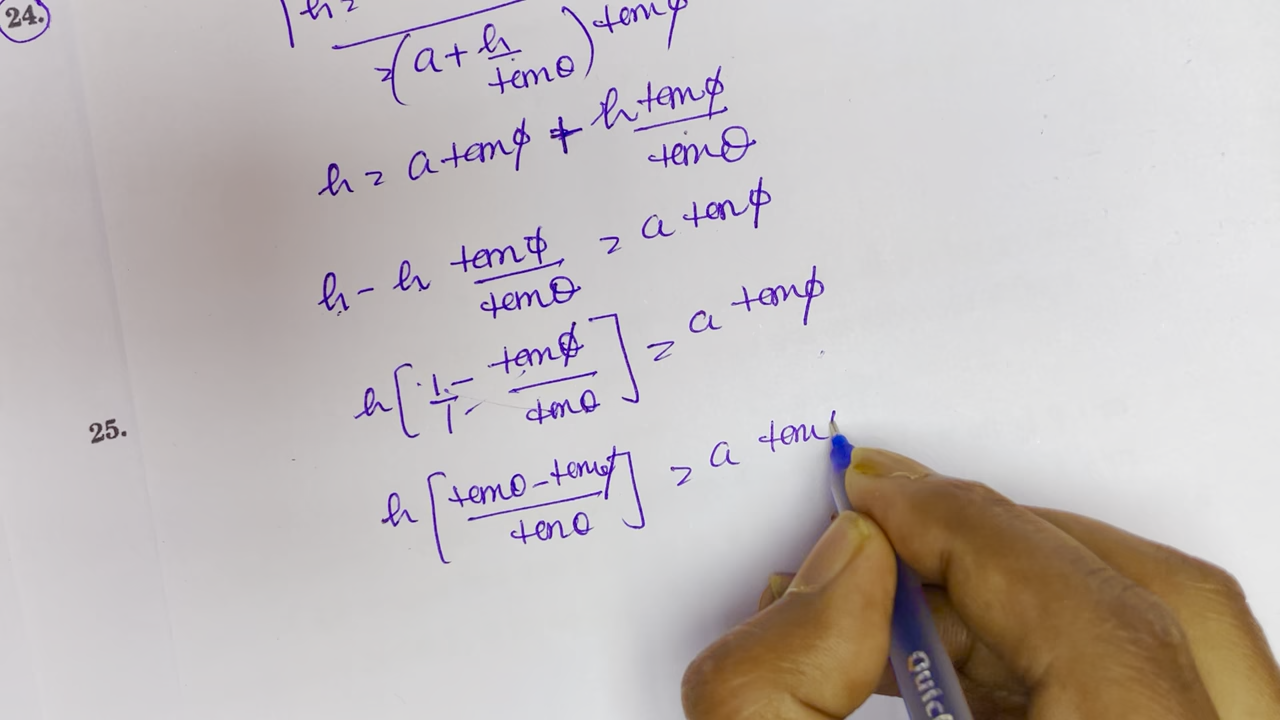 24.
h =
= (a + h/tanθ) tanϕ
h = a tanϕ + h tanϕ/tanθ
h - h tanϕ/tanθ = a tanϕ
h [1/1 - tanϕ/tanθ] = a tanϕ
25.
h [tanθ - tanϕ/tanθ] = a tan
Quick